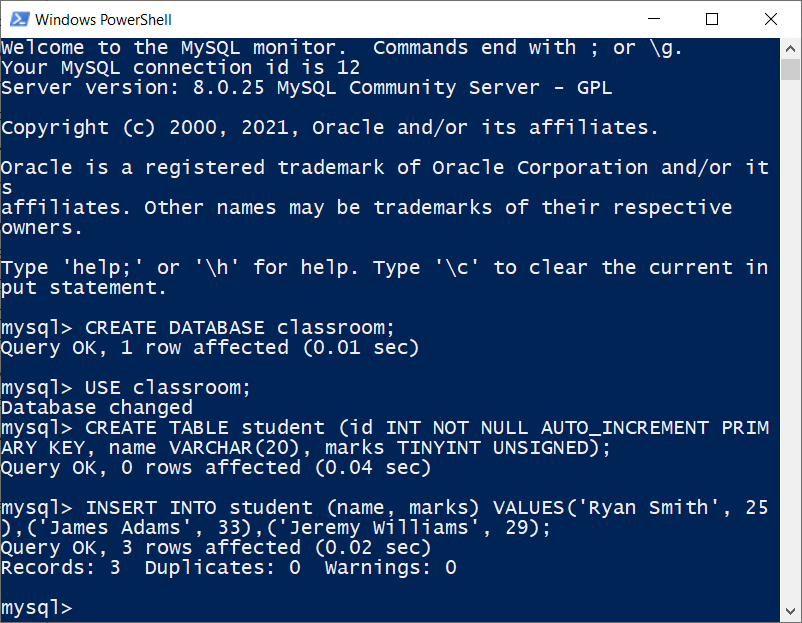 Windows PowerShell
Welcome to the MySQL monitor.  Commands end with ; or \g.
Your MySQL connection id is 12
Server version: 8.0.25 MySQL Community Server - GPL
Copyright (c) 2000, 2021, Oracle and/or its affiliates.
Oracle is a registered trademark of Oracle Corporation and/or it
s
affiliates. Other names may be trademarks of their respective
owners.
Type 'help;' or '\h' for help. Type '\c' to clear the current in
put statement.
mysql> CREATE DATABASE classroom;
Query OK, 1 row affected (0.01 sec)
mysql> USE classroom;
Database changed
mysql> CREATE TABLE student (id INT NOT NULL AUTO_INCREMENT PRIM
ARY KEY, name VARCHAR(20), marks TINYINT UNSIGNED);
Query OK, 0 rows affected (0.04 sec)
mysql> INSERT INTO student (name, marks) VALUES('Ryan Smith', 25
),('James Adams', 33),('Jeremy Williams', 29);
Query OK, 3 rows affected (0.02 sec)
Records: 3  Duplicates: 0  Warnings: 0
mysql>